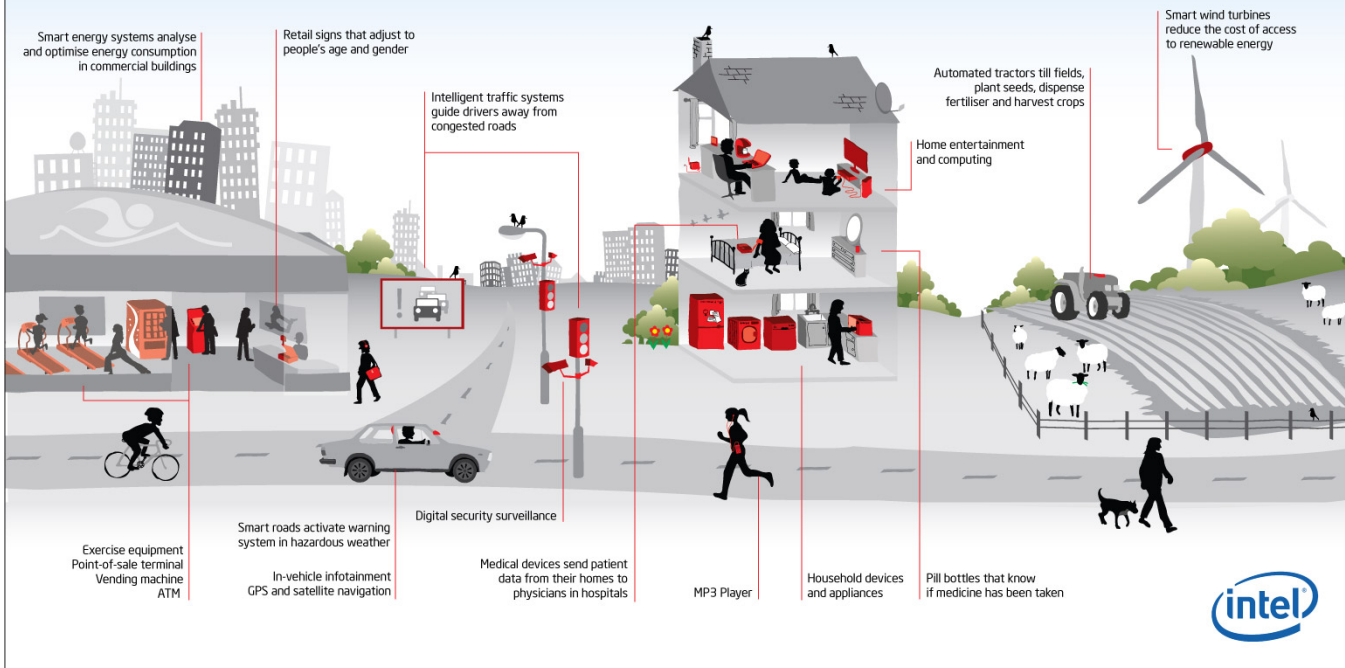 Smart energy systems analyse
and optimise energy consumption
in commercial buildings
Retail signs that adjust to
people's age and gender
Intelligent traffic systems
guide drivers away from
congested roads
Home entertainment
and computing
Automated tractors till fields,
plant seeds, dispense
fertiliser and harvest crops
Smart wind turbines
reduce the cost of access
to renewable energy
Exercise equipment
Point-of-sale terminal
Vending machine
ATM
Smart roads activate warning
system in hazardous weather
In-vehicle infotainment
GPS and satellite navigation
Digital security surveillance
Medical devices send patient
data from their homes to
physicians in hospitals
MP3 Player
Household devices
and appliances
Pill bottles that know
if medicine has been taken
intel